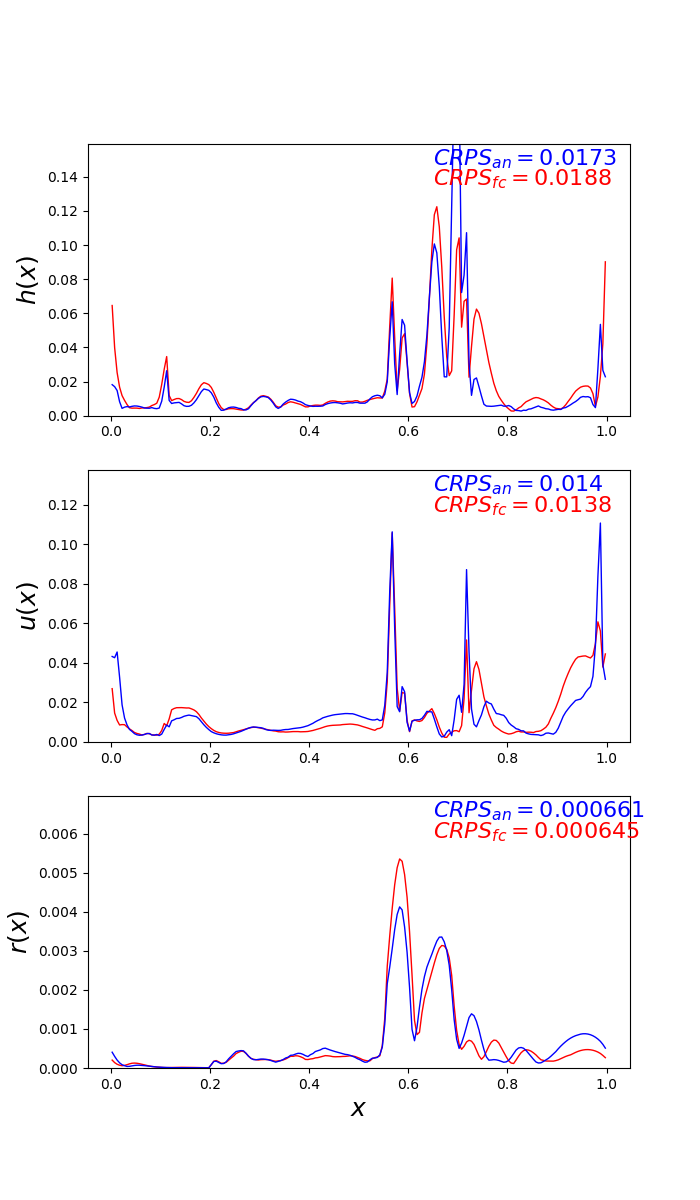 CRPS_an = 0.0173
CRPS_fc = 0.0188
h(x)
0.14
0.12
0.10
0.08
0.06
0.04
0.02
0.00
0.0 0.2 0.4 0.6 0.8 1.0
CRPS_an = 0.014
CRPS_fc = 0.0138
u(x)
0.12
0.10
0.08
0.06
0.04
0.02
0.00
0.0 0.2 0.4 0.6 0.8 1.0
CRPS_an = 0.000661
CRPS_fc = 0.000645
r(x)
0.006
0.005
0.004
0.003
0.002
0.001
0.000
0.0 0.2 0.4 0.6 0.8 1.0
x